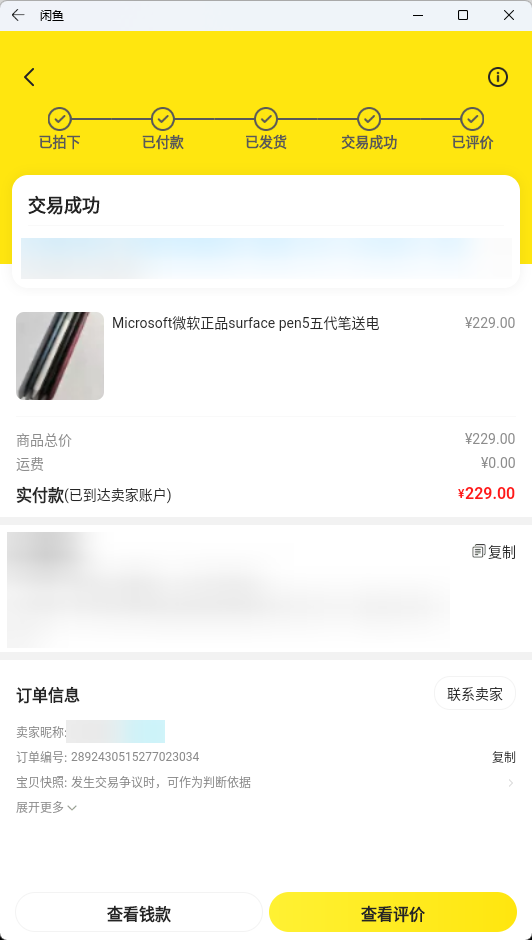 闲鱼
已拍下 已付款 已发货 交易成功 已评价
交易成功
Microsoft微软正品surface pen5五代笔送电 ¥229.00
商品总价 ¥229.00
运费 ¥0.00
实付款(已到达卖家账户) ¥229.00
复制
订单信息 联系卖家
卖家昵称:
订单编号: 2892430515277023034 复制
宝贝快照: 发生交易争议时，可作为判断依据
展开更多
查看钱款 查看评价